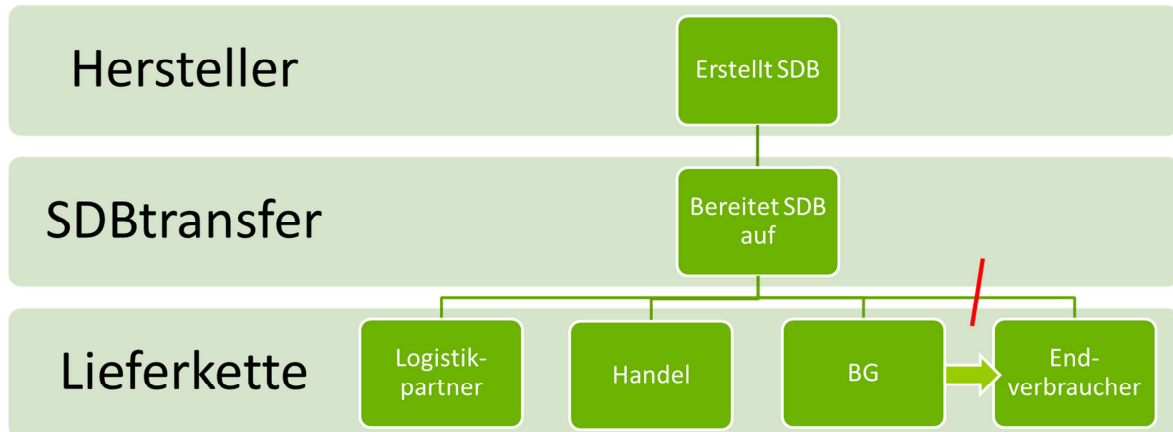 Hersteller
Erstellt SDB
SDBtransfer
Bereitet SDB
auf
Lieferkette
Logistik-
partner
Handel
BG
End-
verbraucher